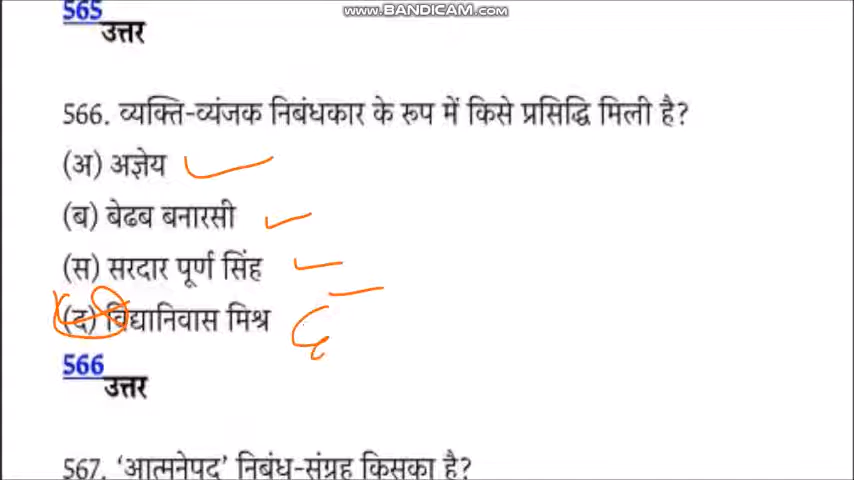 www.BANDICAM.com
565
उत्तर
566. व्यक्ति-व्यंजक निबंधकार के रूप में किसे प्रसिद्धि मिली है?
(अ) अज्ञेय
(ब) बेढब बनारसी
(स) सरदार पूर्ण सिंह
(द) विद्यानिवास मिश्र
566
उत्तर
567. ‘आत्मनेपद’ निबंध-संग्रह किसका है?